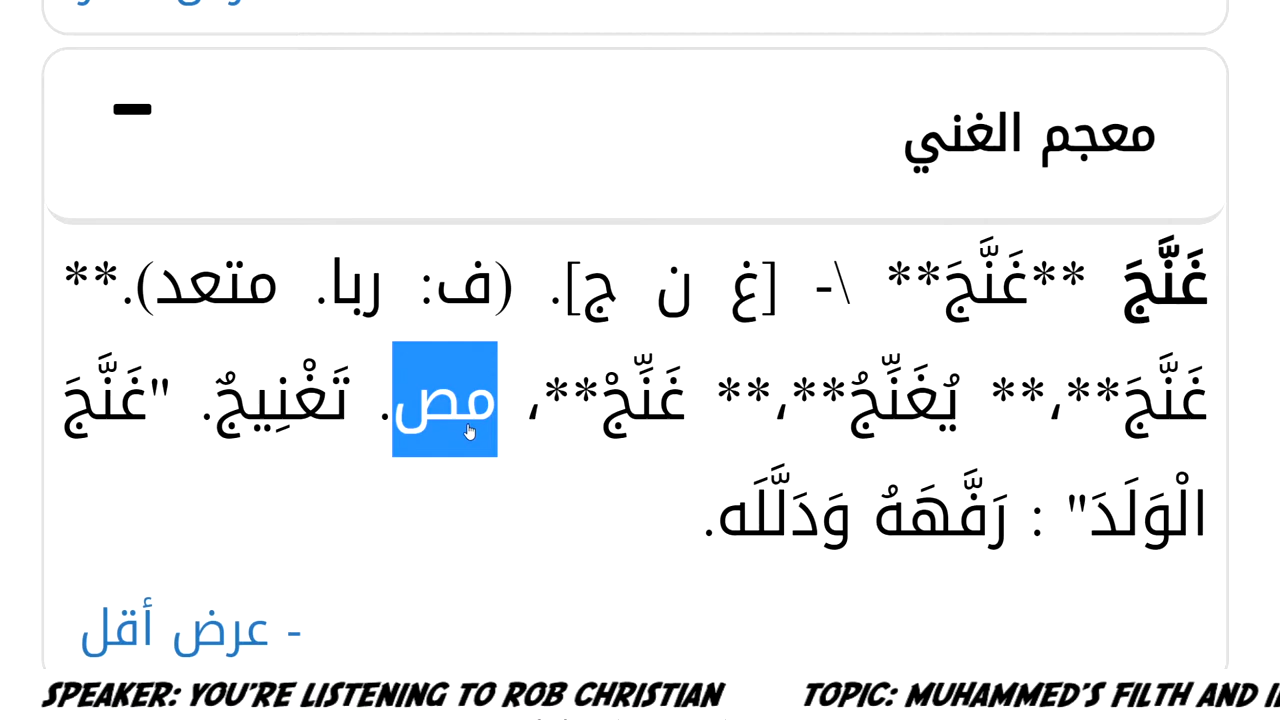 معجم الغني
غَنَّجَ **غَنَّجَ** \- [غ ن ج]. (ف: ربا. متعد).**
غَنَّجَ**،** يُغَنِّجُ**،** غَنِّجْ**، مص. تَغْنِيجٌ. "غَنَّجَ
الْوَلَدَ" : رَفَّهَهُ وَدَلَّلَه.
- عرض أقل
SPEAKER: YOU'RE LISTENING TO ROB CHRISTIAN TOPIC: MUHAMMED'S FILTH AND